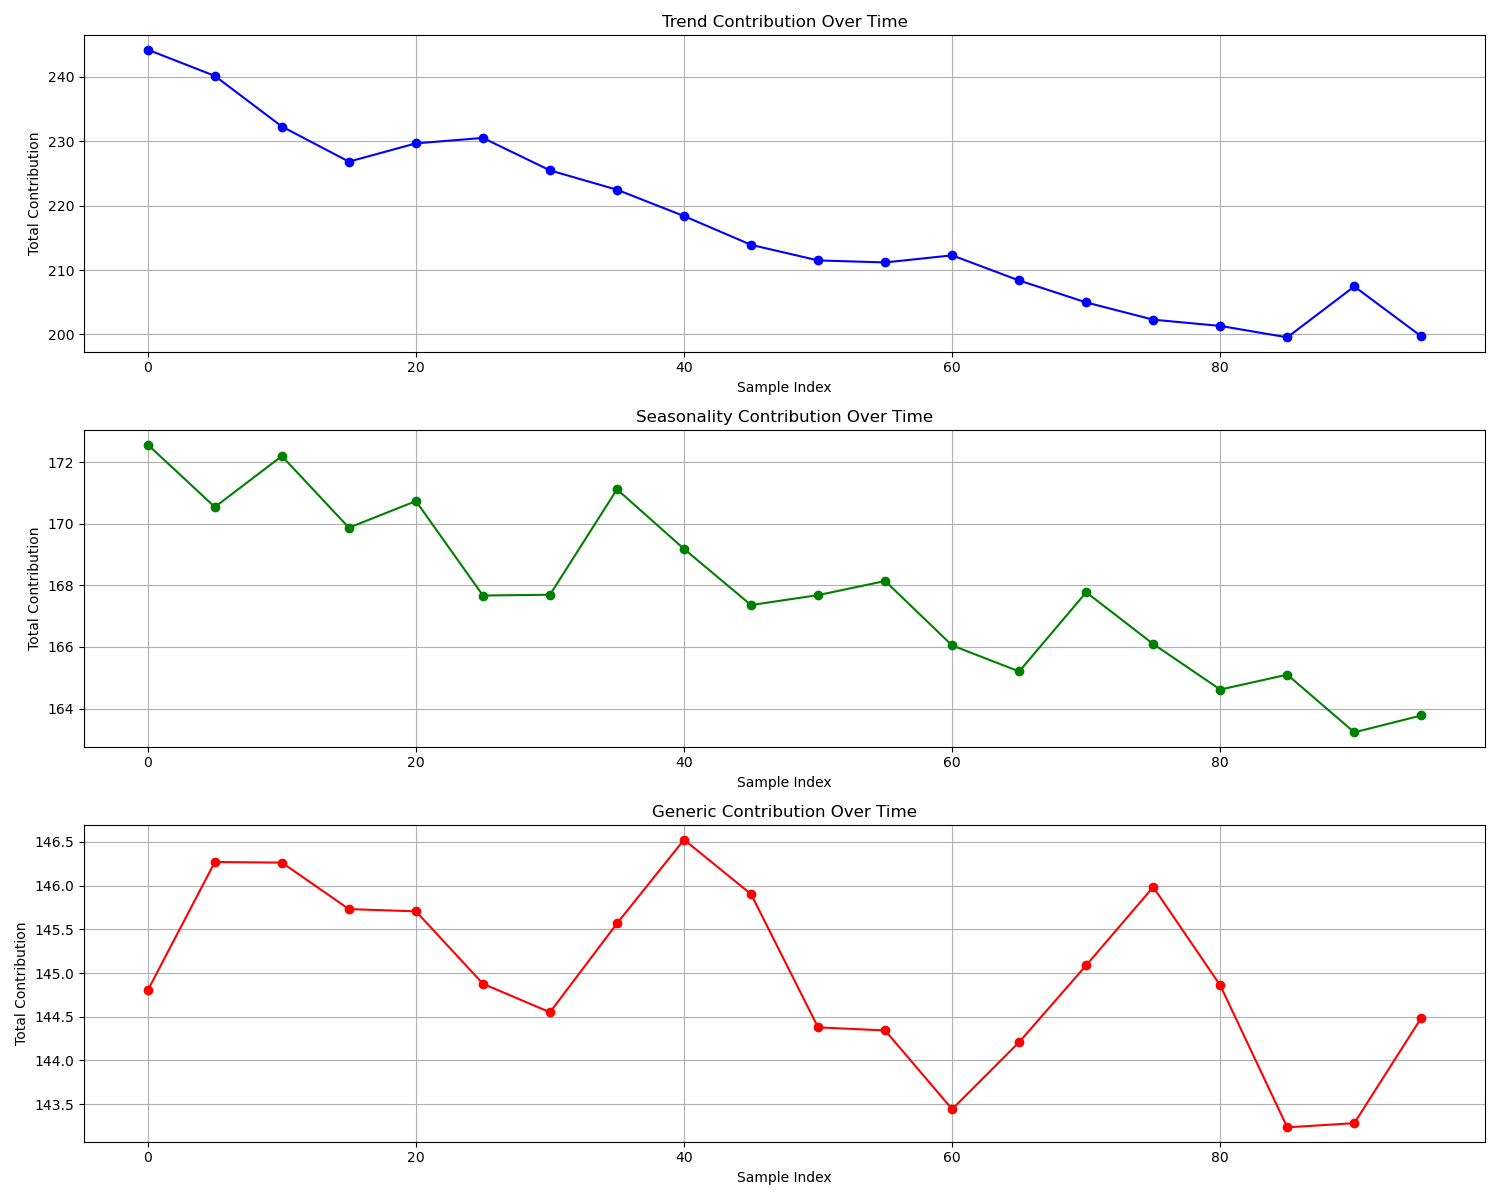 Trend Contribution Over Time
240
230
220
210
200
Total Contribution
0 20 40 60 80
Sample Index
Seasonality Contribution Over Time
172
170
168
166
164
Total Contribution
0 20 40 60 80
Sample Index
Generic Contribution Over Time
146.5
146.0
145.5
145.0
144.5
144.0
143.5
Total Contribution
0 20 40 60 80
Sample Index